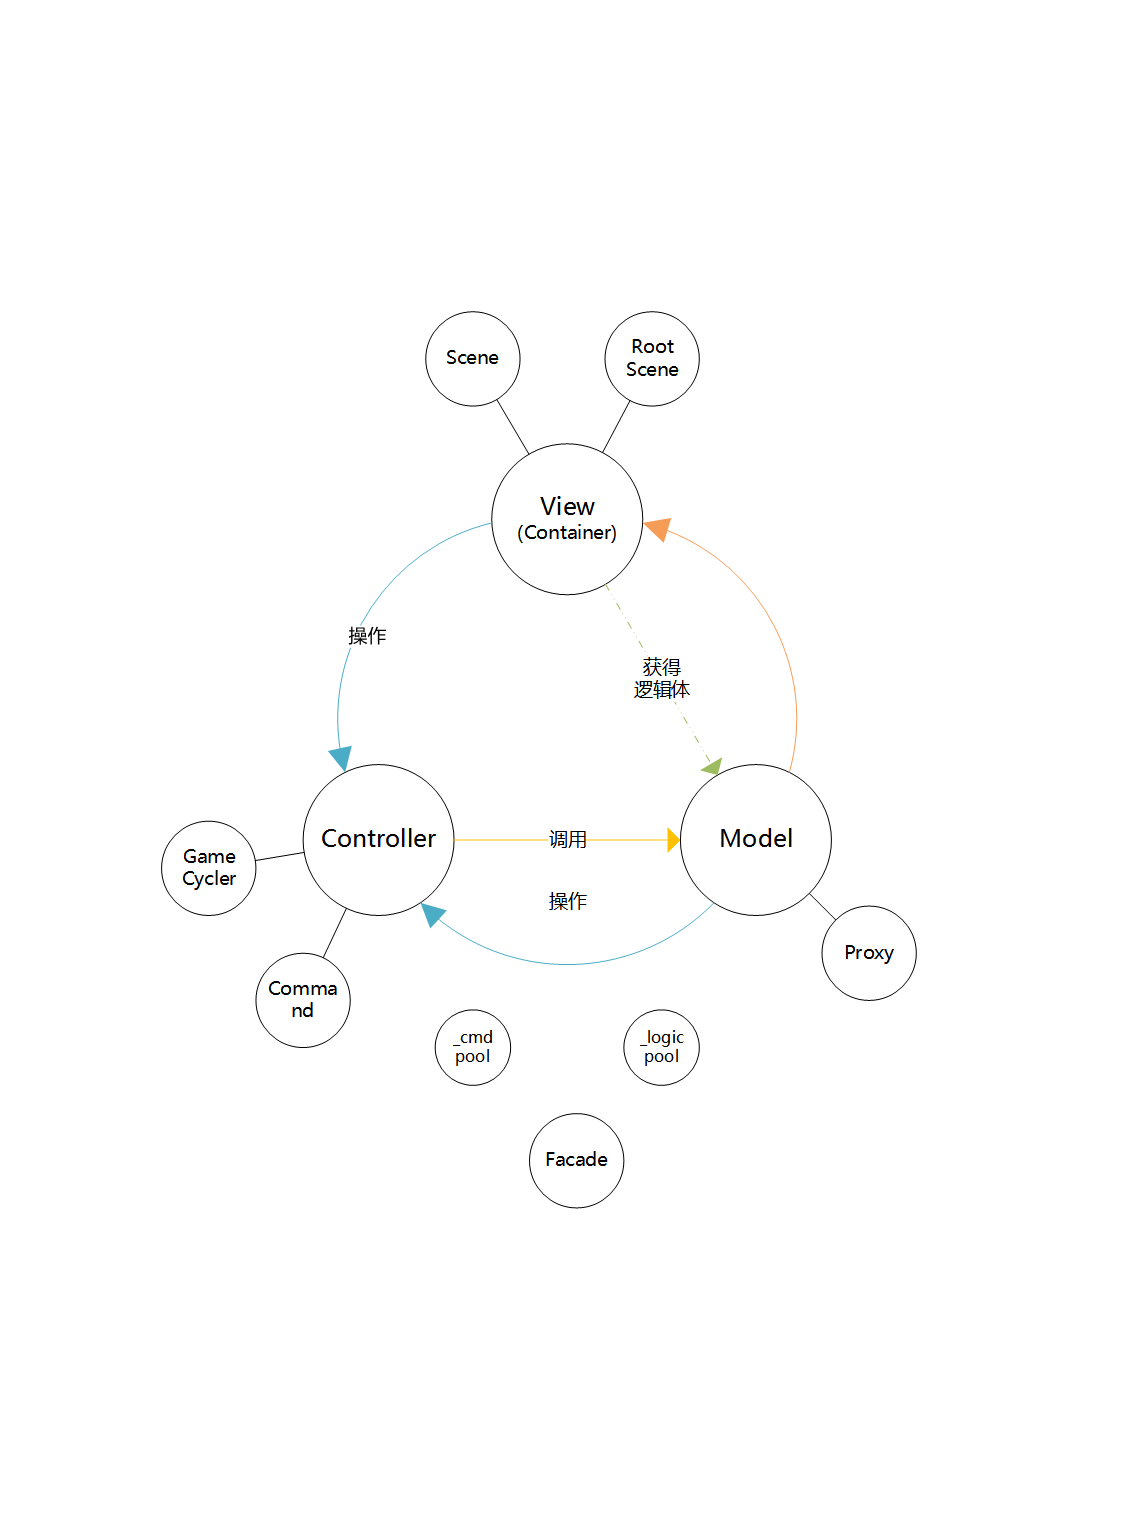 Scene
Root
Scene
View
(Container)
操作
获得
逻辑体
Controller
调用
Model
Game
Cycler
操作
Proxy
Comma
nd
_cmd
pool
_logic
pool
Facade